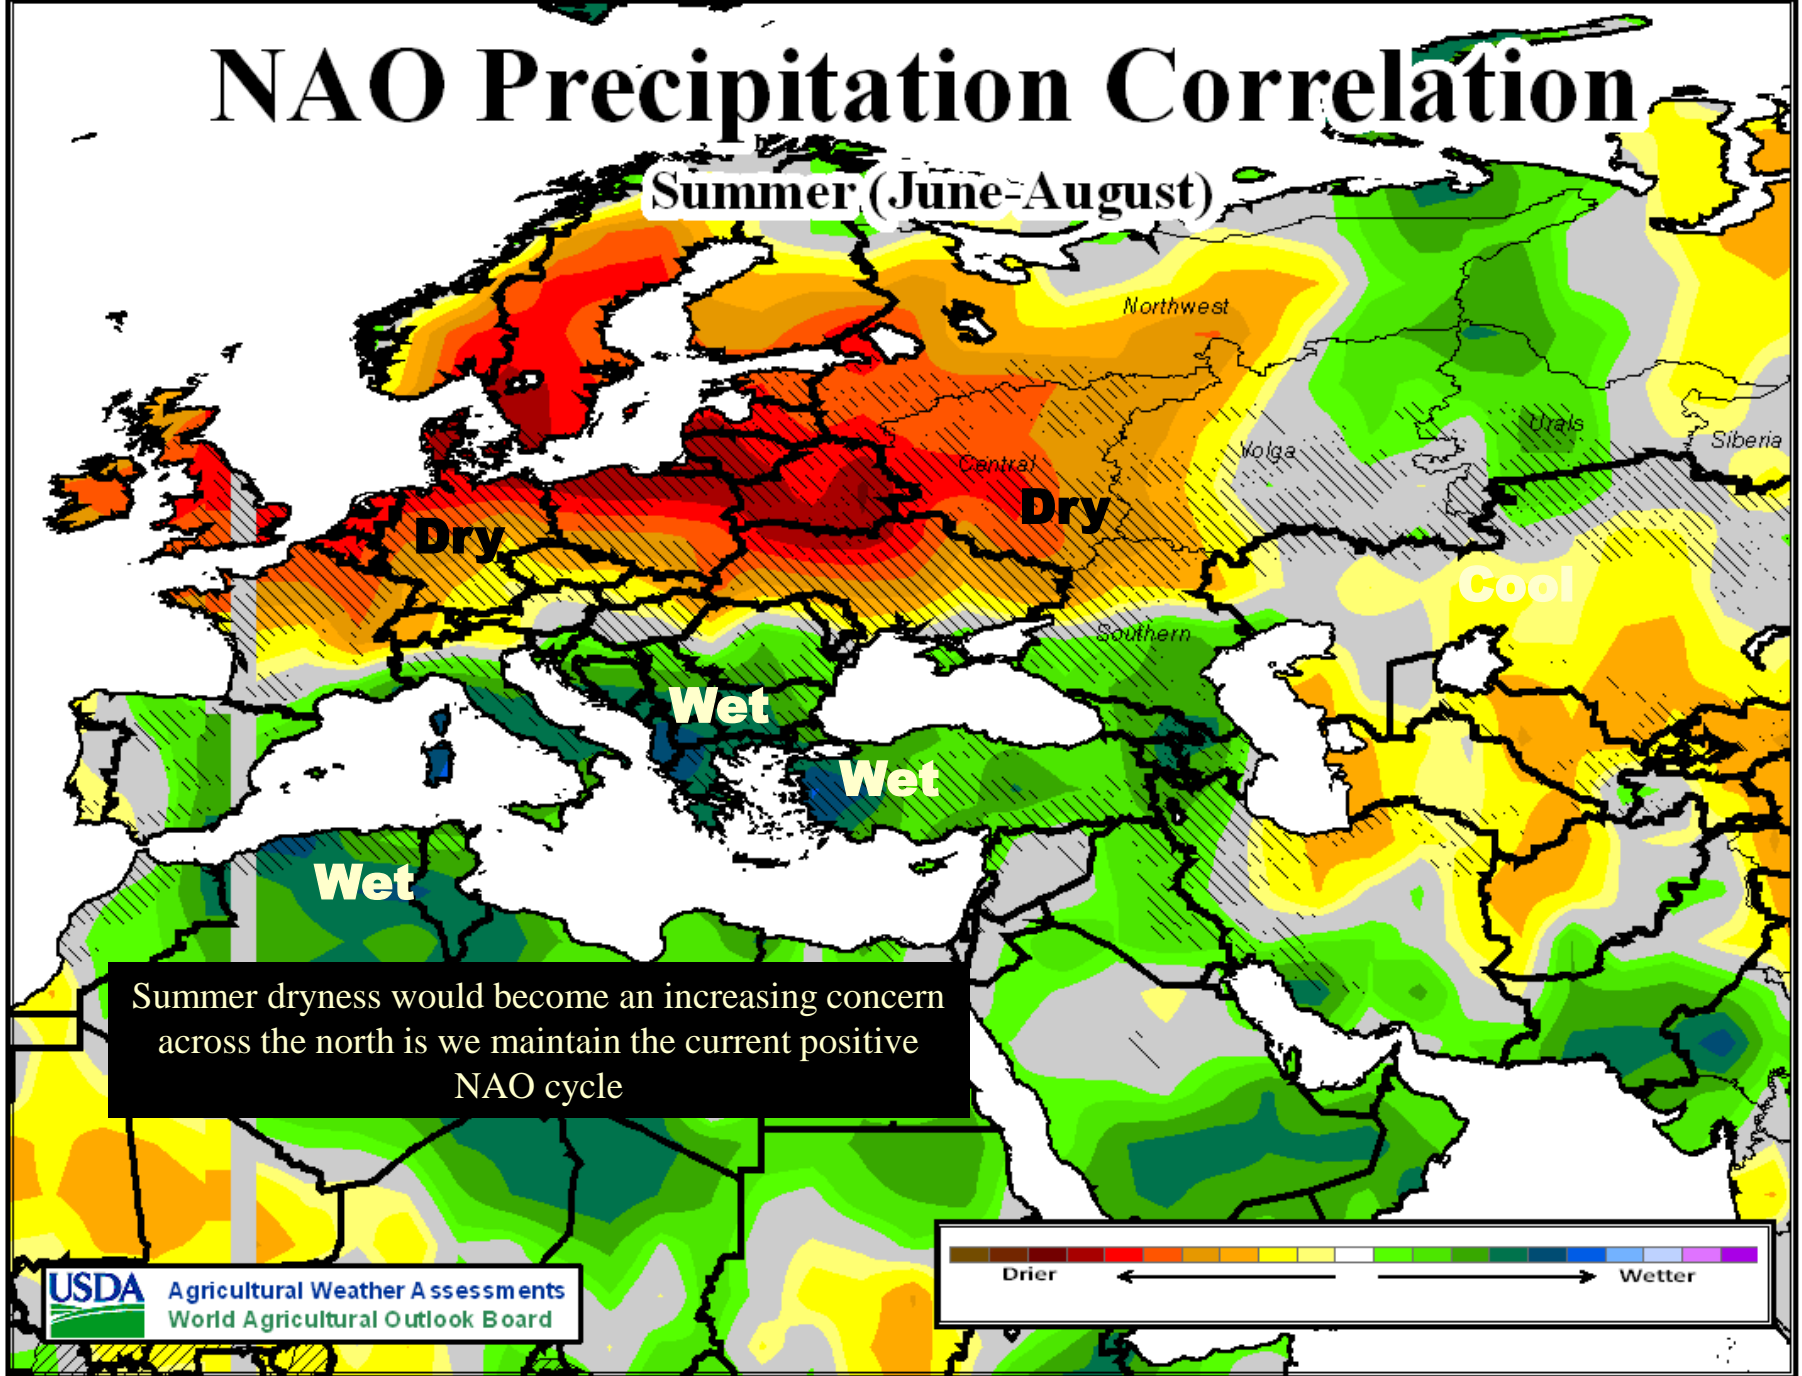 NAO Precipitation Correlation
Summer (June-August)
Northwest
Central
Volga
Urals
Siberia
Dry
Dry
Cool
Southern
Wet
Wet
Wet
Summer dryness would become an increasing concern
across the north is we maintain the current positive
NAO cycle
Drier
Wetter
USDA
Agricultural Weather Assessments
World Agricultural Outlook Board